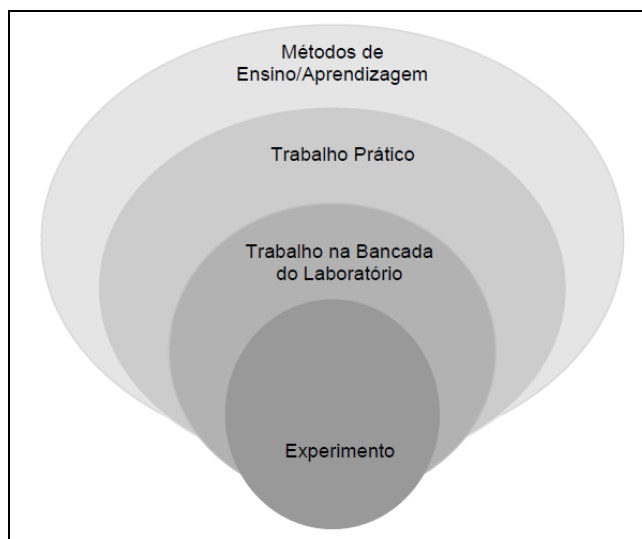 Métodos de
Ensino/Aprendizagem
Trabalho Prático
Trabalho na Bancada
do Laboratório
Experimento